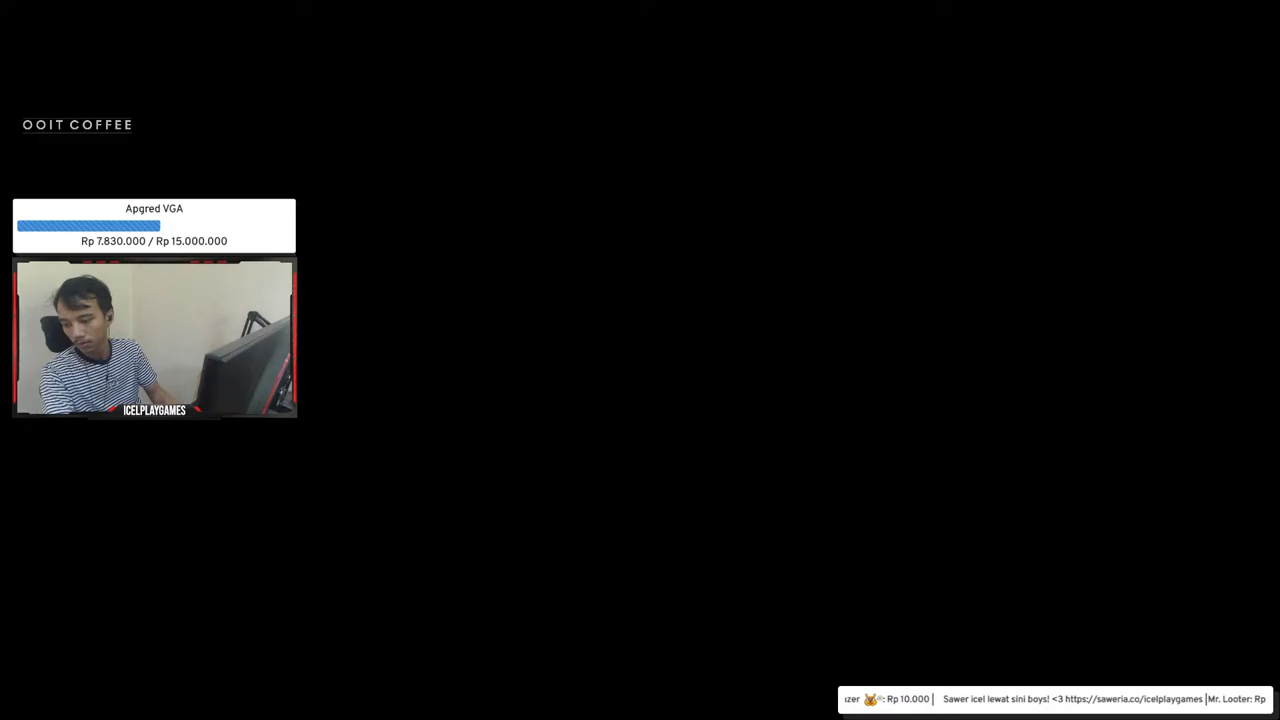 OOIT COFFEE
Apgred VGA
Rp 7.830.000 / Rp 15.000.000
ICELPLAYGAMES
ızer : Rp 10.000 | Sawer icel lewat sini boys! <3 https://saweria.co/icelplaygames |Mr. Looter: Rp